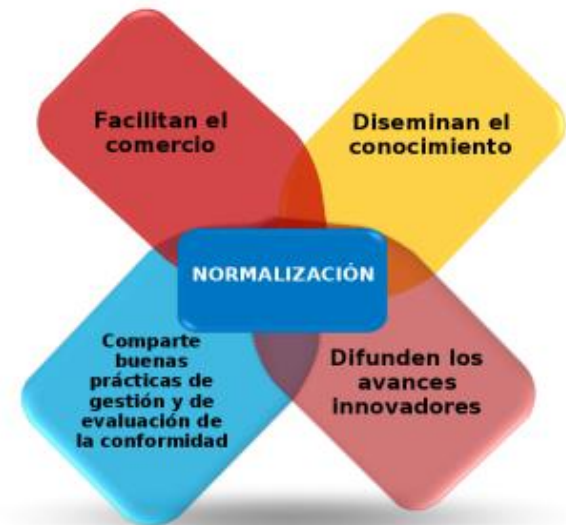 Facilitan el
comercio
Diseminan el
conocimiento
NORMALIZACIÓN
Comparte
buenas
prácticas de
gestión y de
evaluación de
la conformidad
Difunden los
avances
innovadores